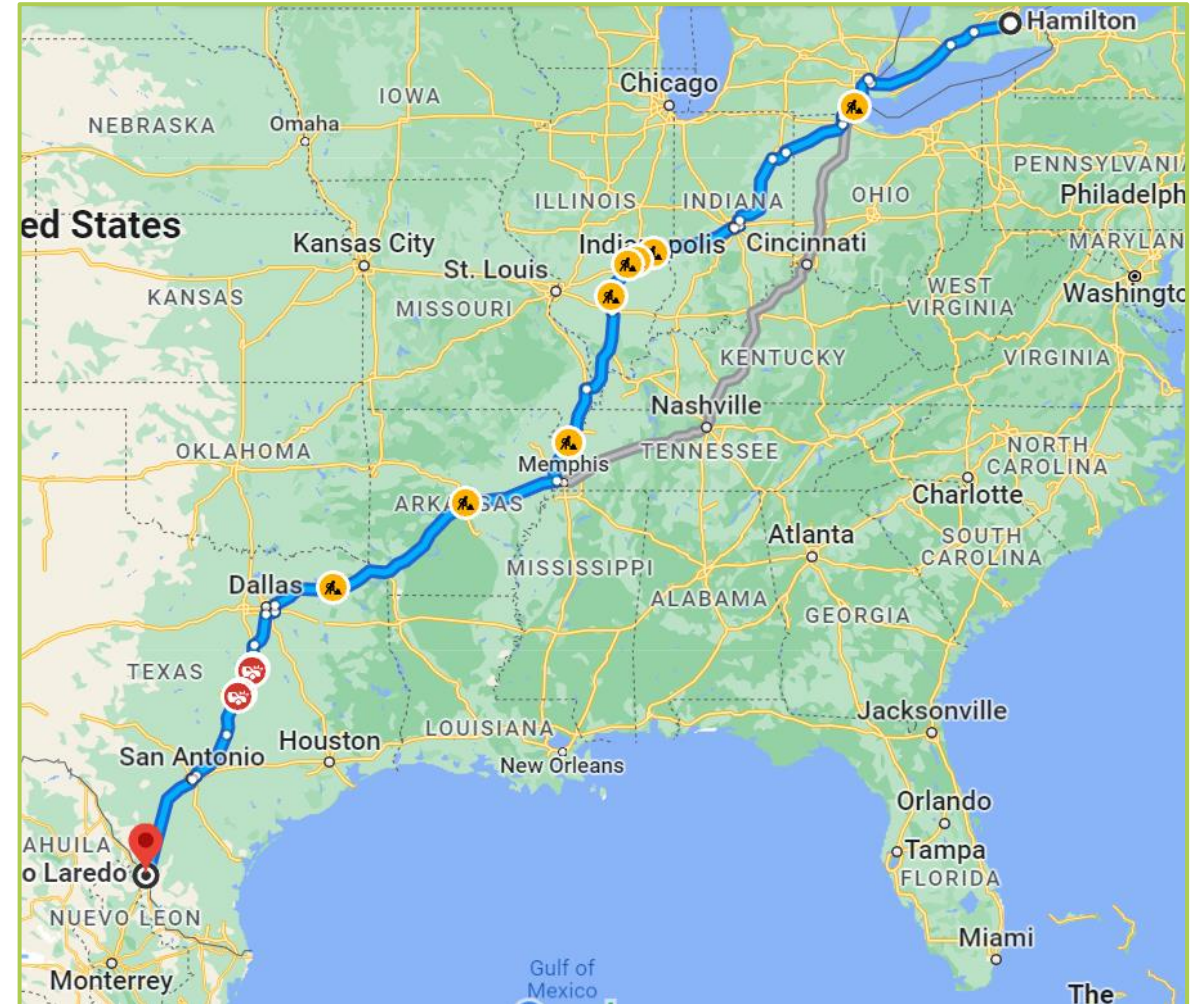 Hamilton
Chicago
IOWA
NEBRASKA
Omaha
PENNSYLVANI
ILLINOIS
INDIANA
OHIO
Philadelph
ed States
Kansas City
Indianapolis
Cincinnati
MARYLAN
St. Louis
KANSAS
MISSOURI
WEST
VIRGINIA
Washingto
KENTUCKY
VIRGINIA
Nashville
OKLAHOMA
TENNESSEE
NORTH
CAROLINA
Memphis
ARKANSAS
Charlotte
Atlanta
SOUTH
CAROLINA
MISSISSIPPI
Dallas
ALABAMA
GEORGIA
TEXAS
Jacksonville
LOUISIANA
Houston
San Antonio
New Orleans
Orlando
AHUILA
Tampa
o Laredo
FLORIDA
NUEVO LEON
Miami
Monterrey
Gulf of
Mexico
The